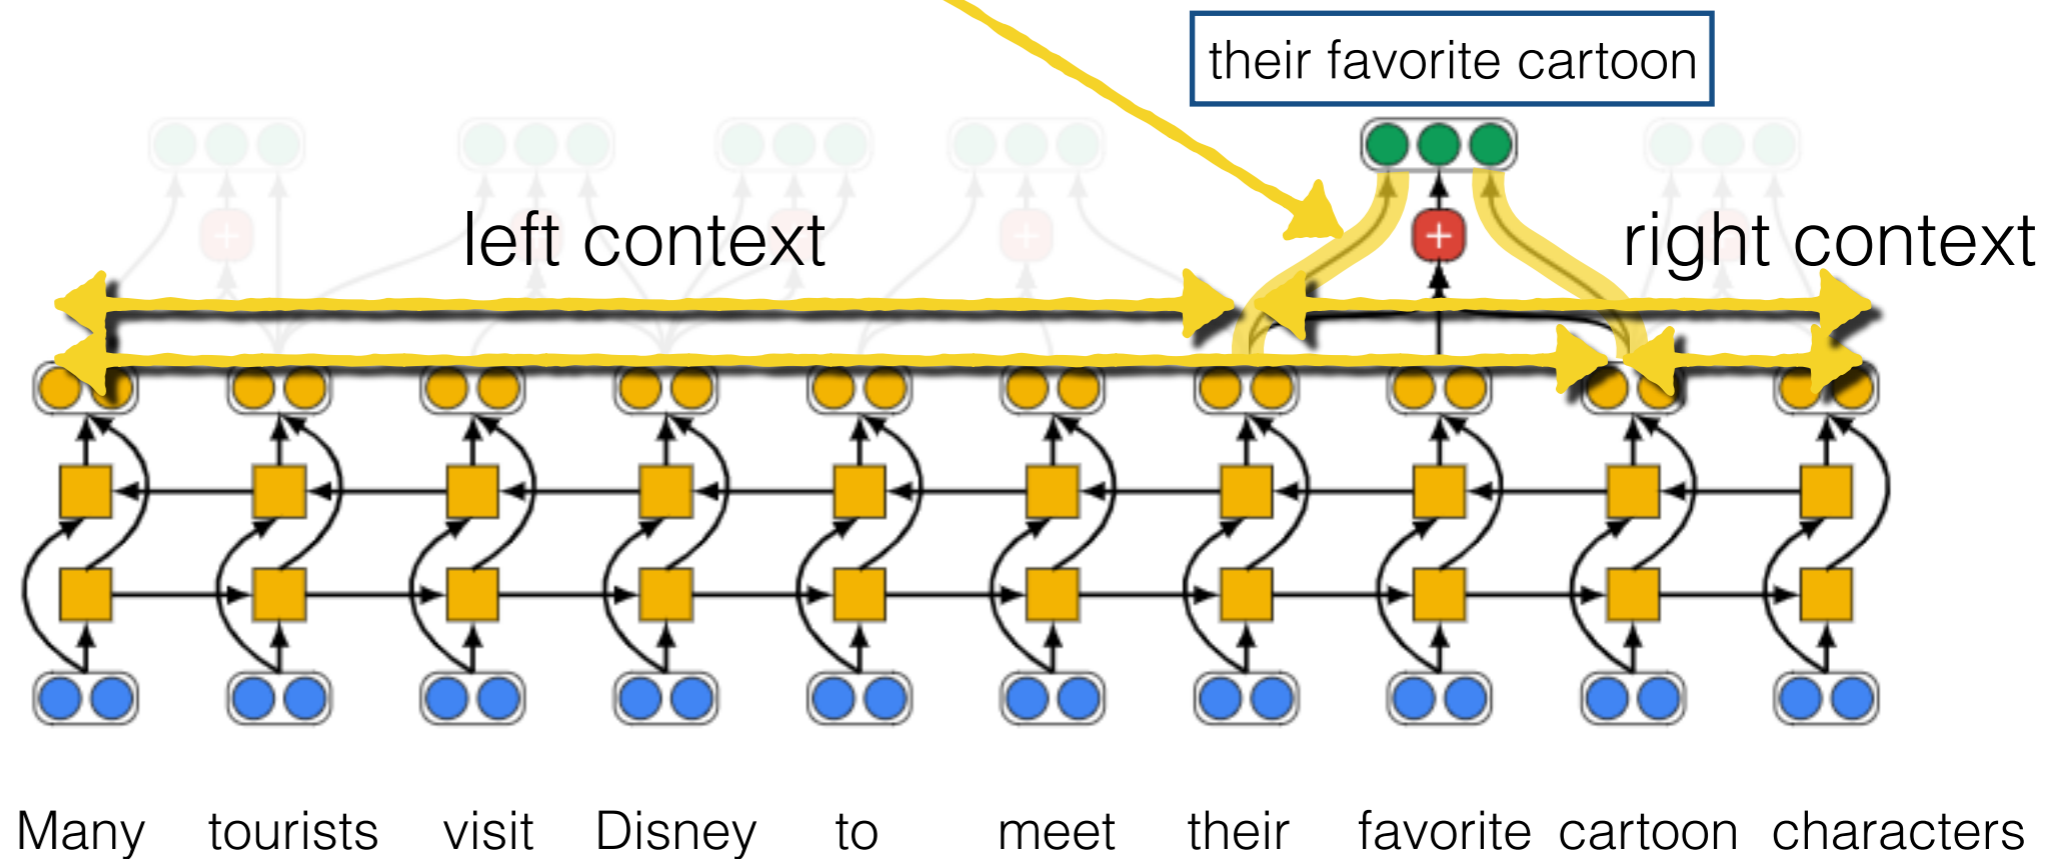 their favorite cartoon
left context
right context
+
Many tourists visit Disney to meet their favorite cartoon characters